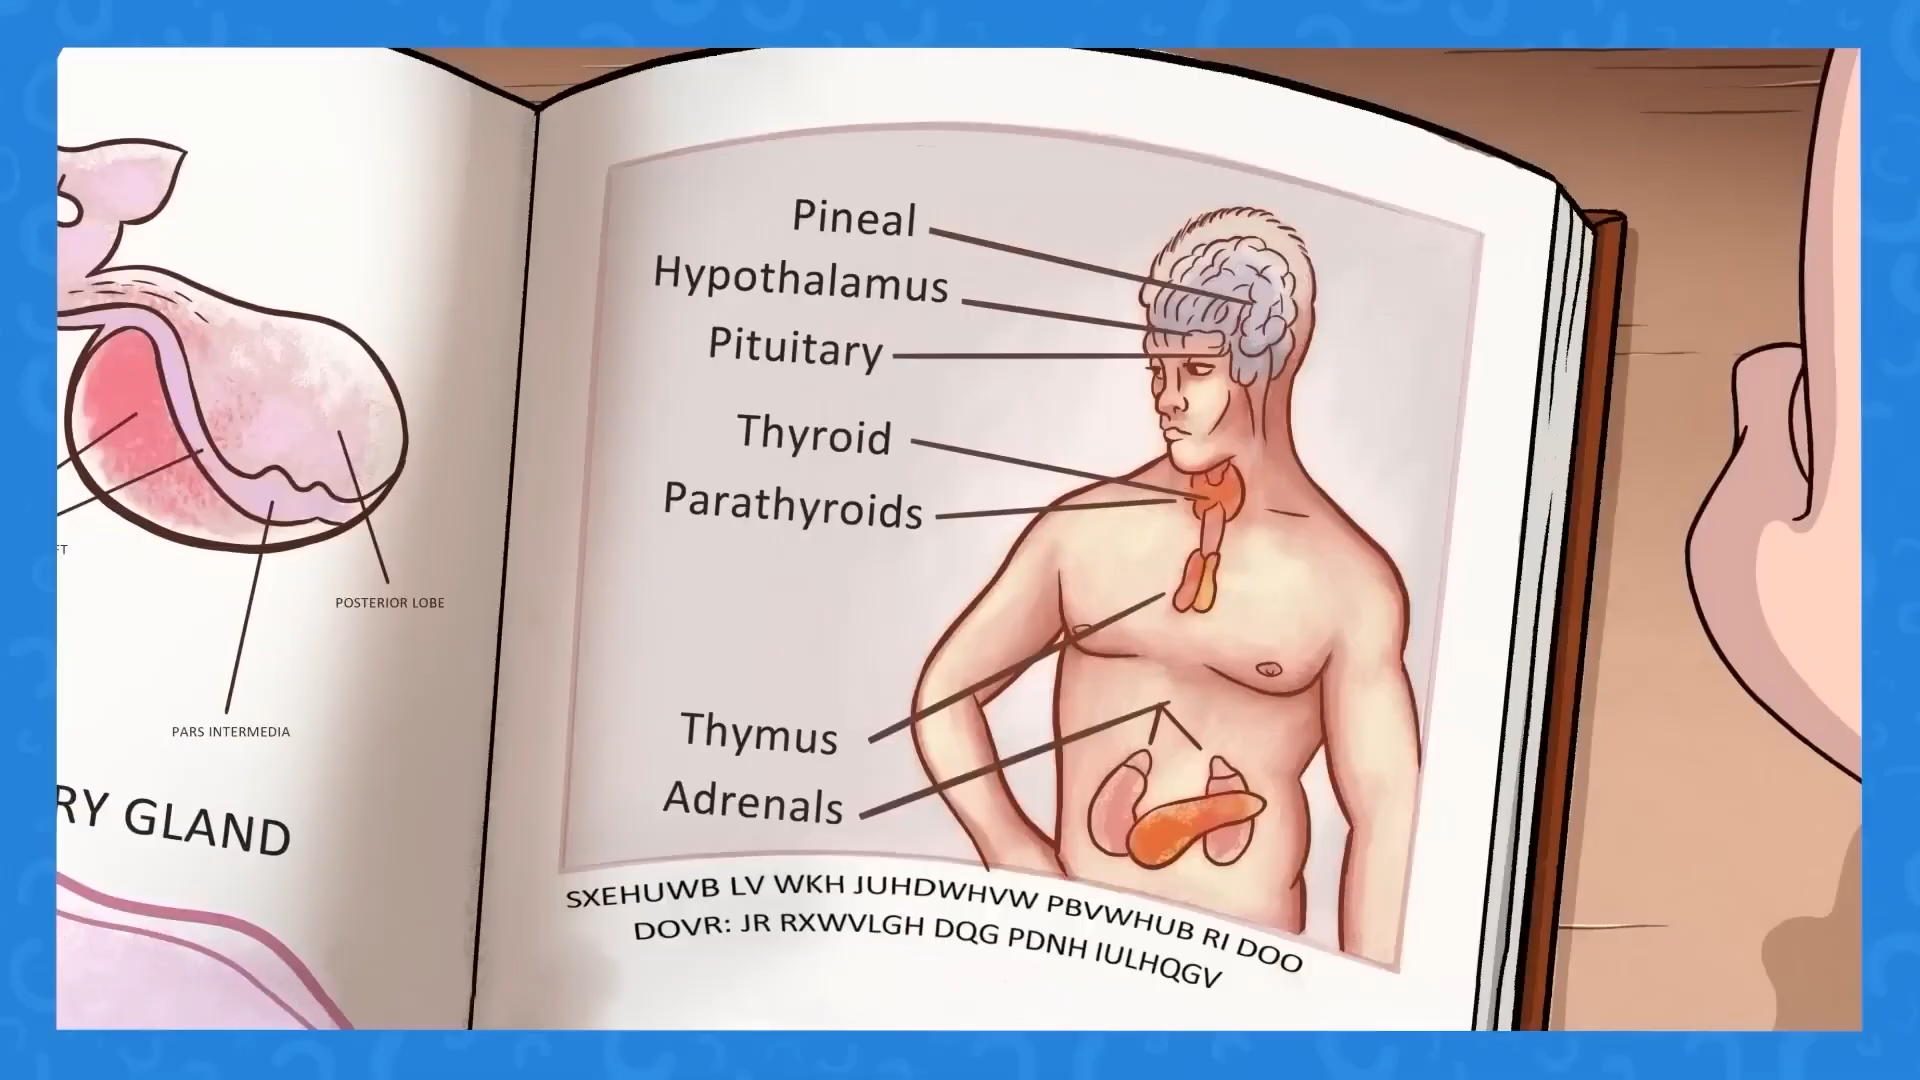 FT
POSTERIOR LOBE
PARS INTERMEDIA
RY GLAND
Pineal
Hypothalamus
Pituitary
Thyroid
Parathyroids
Thymus
Adrenals
SXEHUWB LV WKH JUHDWHVW PBVWHUB RI DOO
DOVR: JR RXWVLGH DQG PDNH IULHQGV